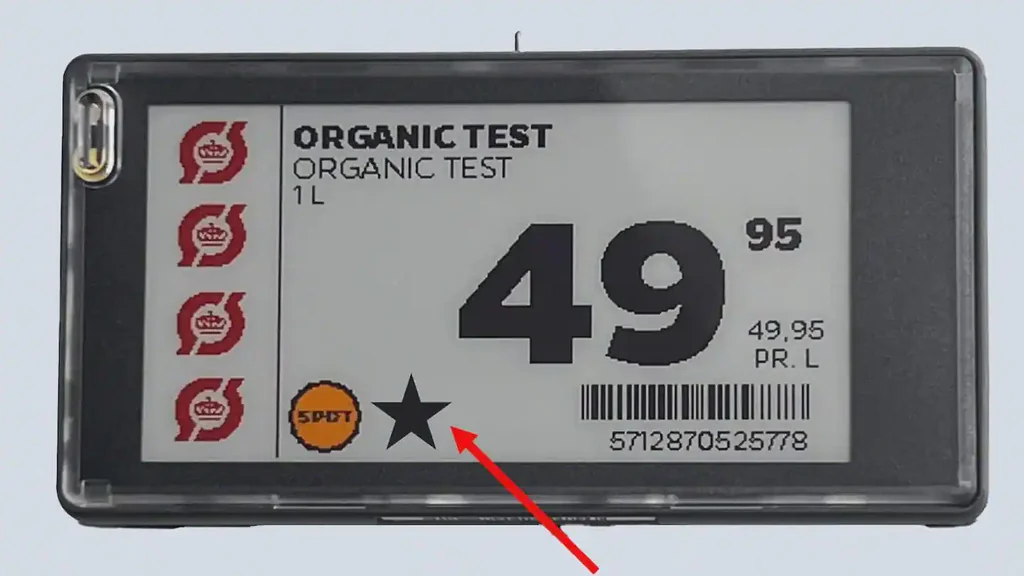 ORGANIC TEST
ORGANIC TEST
1 L
49 95
49,95
PR. L
5712870525778